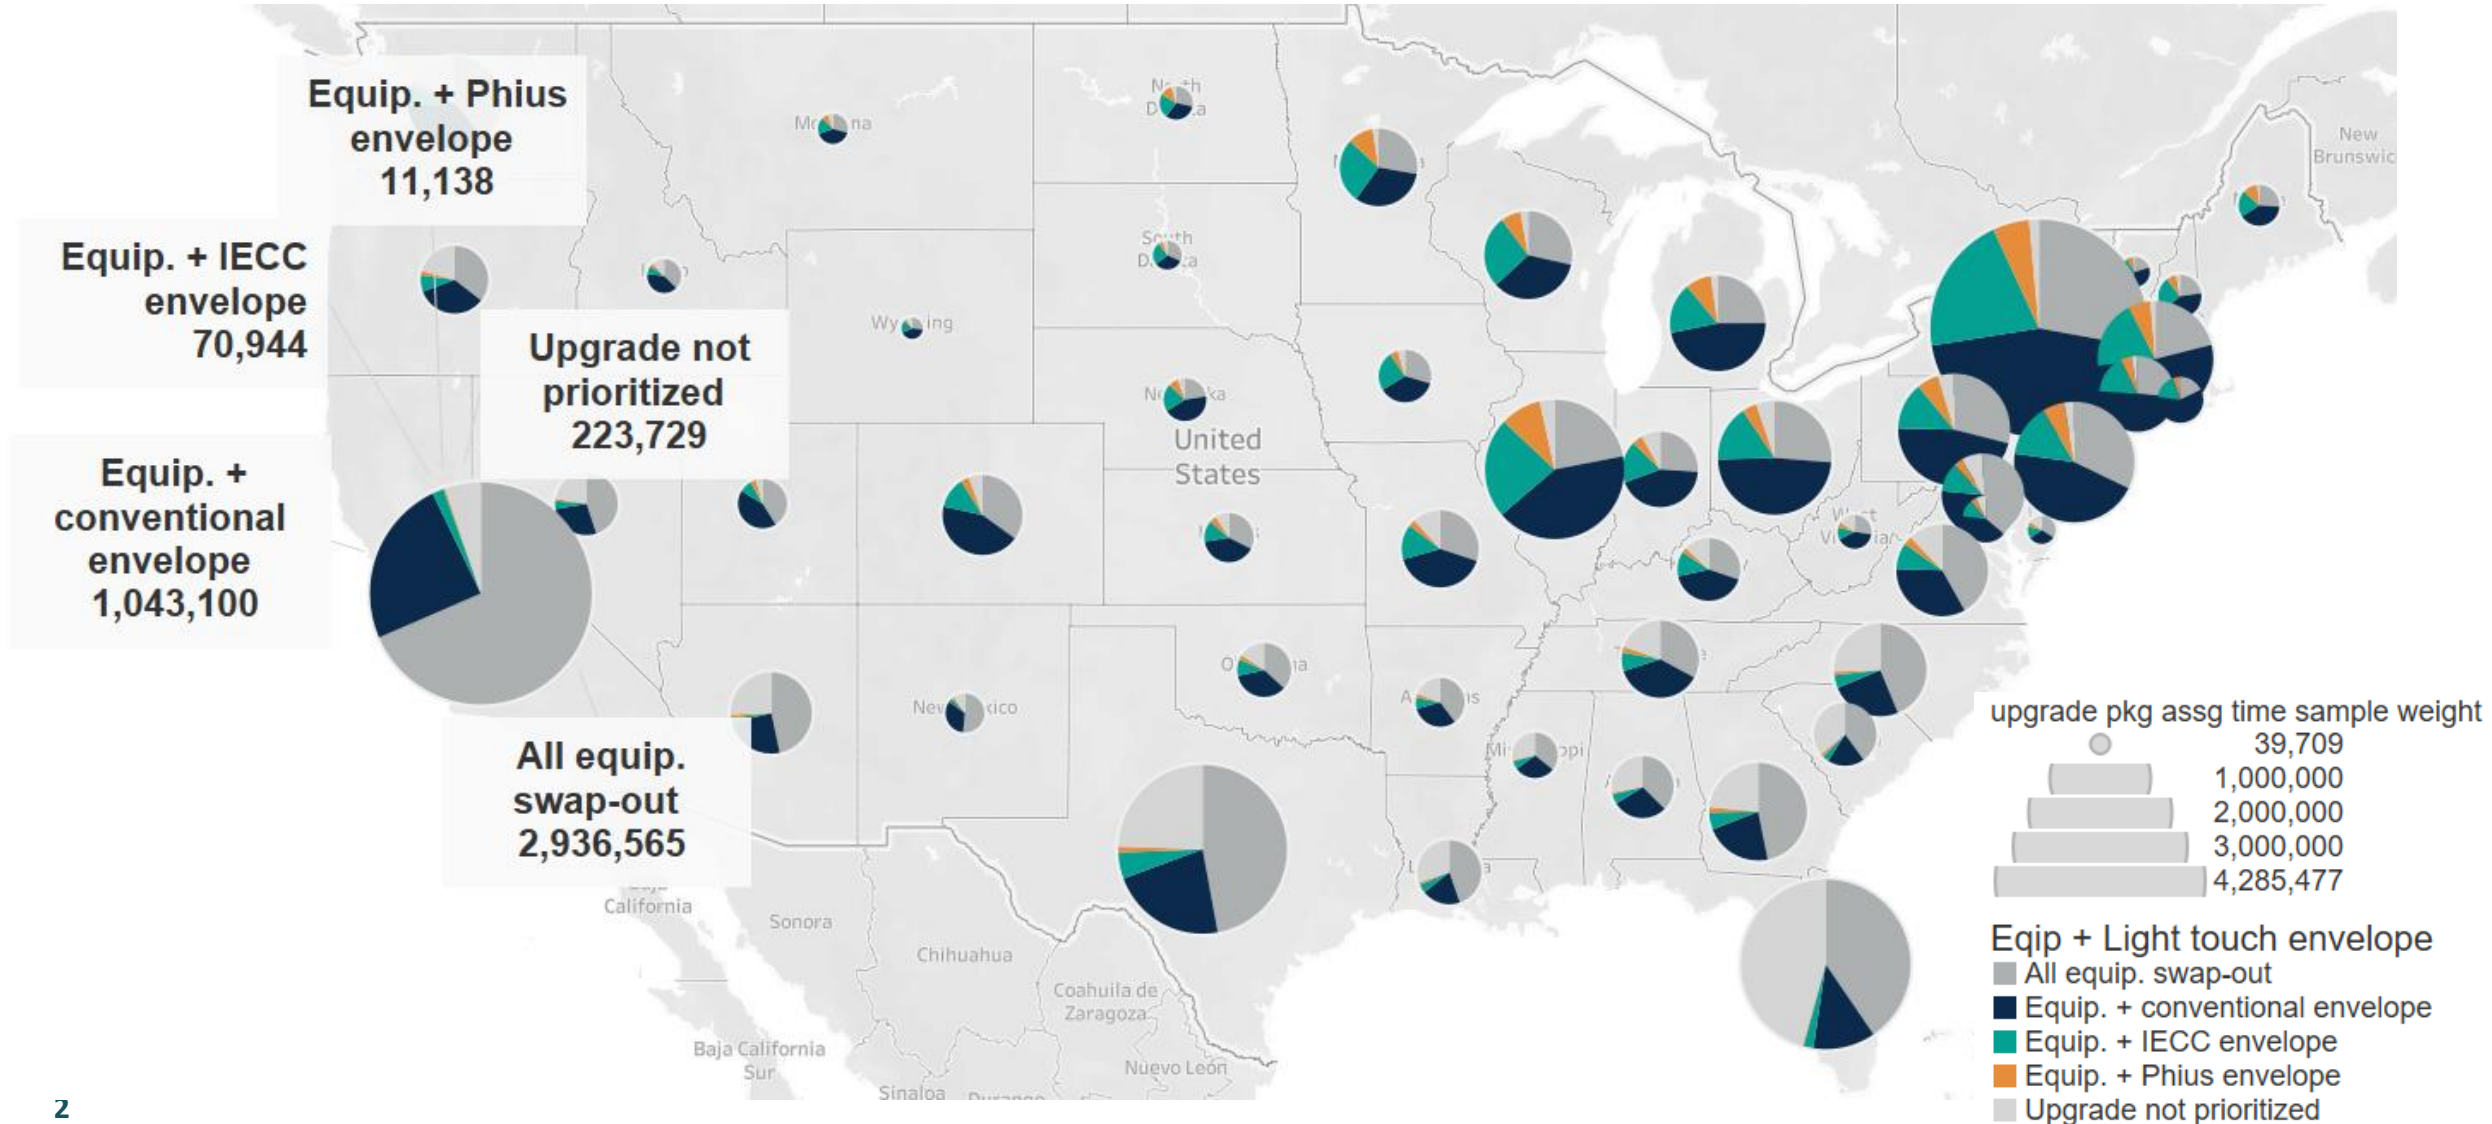 Equip. + Phius
envelope
11,138
Equip. + IECC
envelope
70,944
Upgrade not
prioritized
223,729
Equip. +
conventional
envelope
1,043,100
All equip.
swap-out
2,936,565
New
Brunswic
United
States
California
Sonora
Chihuahua
Coahuila de
Zaragoza
Baja California
Sur
Nuevo León
Sinaloa
upgrade pkg assg time sample weight
39,709
1,000,000
2,000,000
3,000,000
4,285,477
Eqip + Light touch envelope
All equip. swap-out
Equip. + conventional envelope
Equip. + IECC envelope
Equip. + Phius envelope
Upgrade not prioritized
2